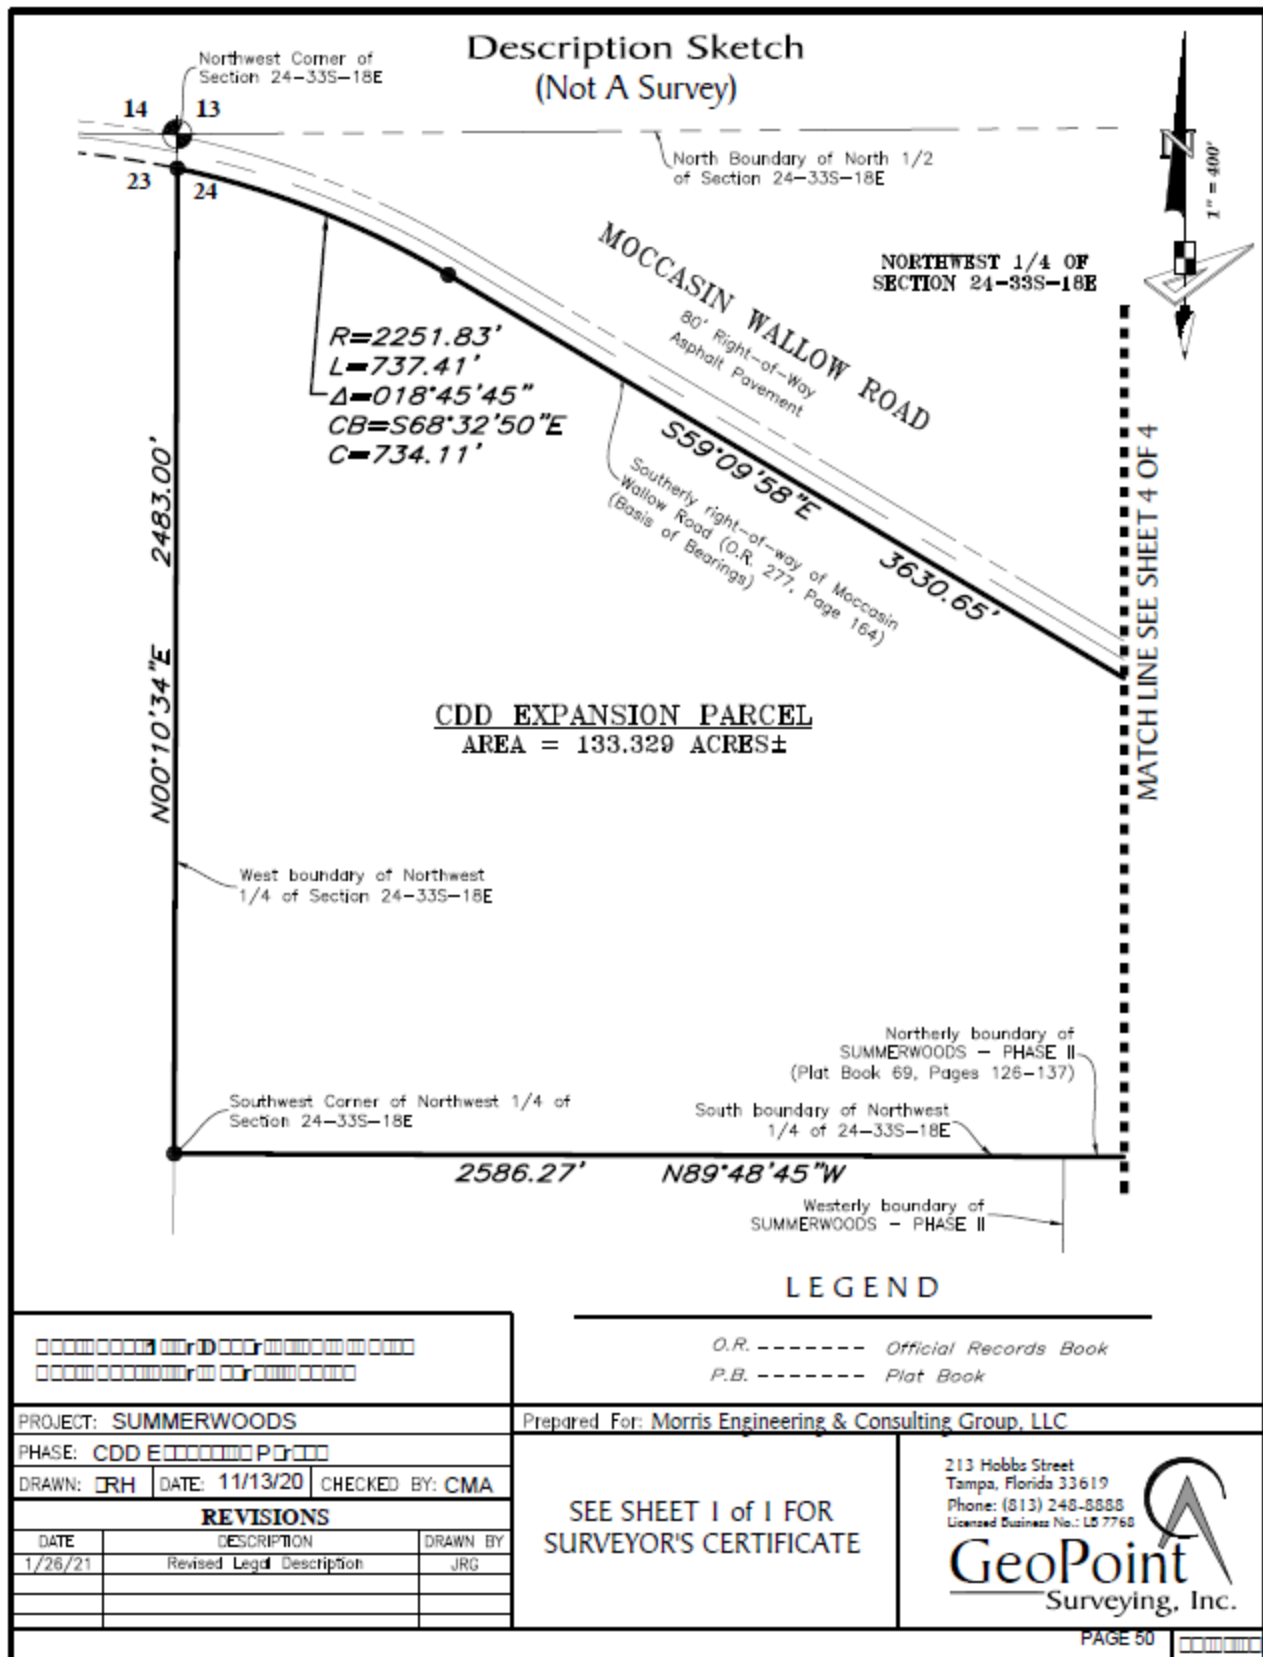 Description Sketch
(Not A Survey)
Northwest Corner of
Section 24-33S-18E
14 13
23 24
North Boundary of North 1/2
of Section 24-33S-18E
N
1" = 400'
NORTHWEST 1/4 OF
SECTION 24-33S-18E
MOCCASIN WALLOW ROAD
80' Right-of-Way
Asphalt Pavement
R=2251.83'
L=737.41'
Δ=018°45'45"
CB=S68°32'50"E
C=734.11'
S59°09'58"E 3630.65'
Southerly right-of-way of Moccasin
Wallow Road (O.R. 277, Page 164)
(Basis of Bearings)
N00°10'34"E 2483.00'
MATCH LINE SEE SHEET 4 OF 4
CDD EXPANSION PARCEL
AREA = 133.329 ACRES±
West boundary of Northwest
1/4 of Section 24-33S-18E
Northerly boundary of
SUMMERWOODS - PHASE II
(Plat Book 69, Pages 126-137)
Southwest Corner of Northwest 1/4 of
Section 24-33S-18E
South boundary of Northwest
1/4 of 24-33S-18E
2586.27' N89°48'45"W
Westerly boundary of
SUMMERWOODS - PHASE II
LEGEND
O.R. ------- Official Records Book
P.B. ------- Plat Book
PROJECT: SUMMERWOODS
Prepared For: Morris Engineering & Consulting Group, LLC
PHASE: CDD
DRAWN: RH DATE: 11/13/20 CHECKED BY: CMA
REVISIONS
DATE DESCRIPTION DRAWN BY
1/26/21 Revised Legal Description JRG
SEE SHEET 1 of 1 FOR
SURVEYOR'S CERTIFICATE
213 Hobbs Street
Tampa, Florida 33619
Phone: (813) 248-8888
Licensed Business No.: LB 7768
GeoPoint
Surveying, Inc.
PAGE 50